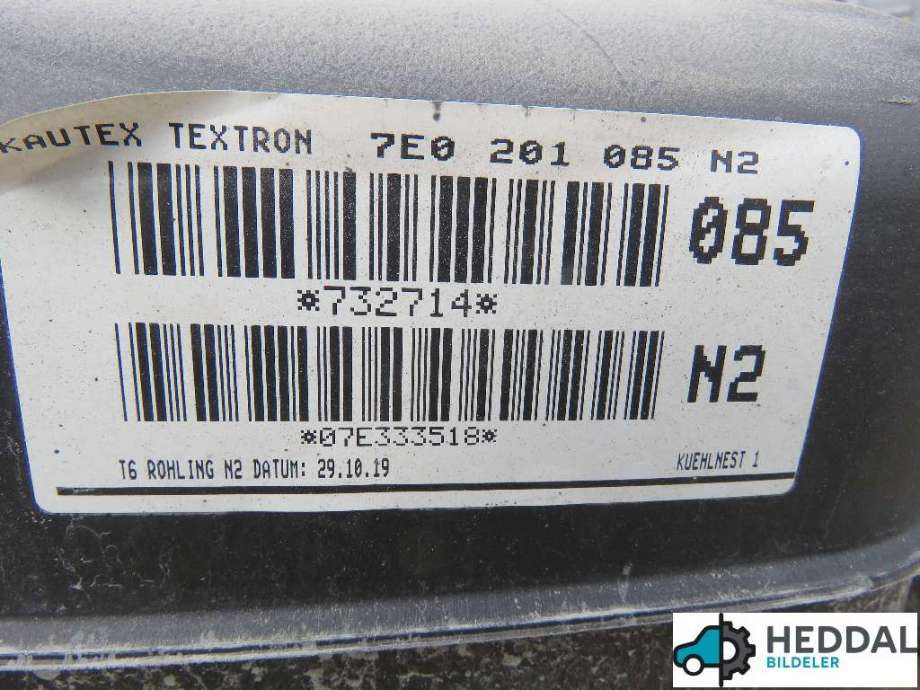 KAUTEX TEXTRON 7E0 201 085 N2
085
*732714*
N2
*07E333518*
T6 ROHLING N2 DATUM: 29.10.19
KUEHLNEST 1
HEDDAL
BILDELER